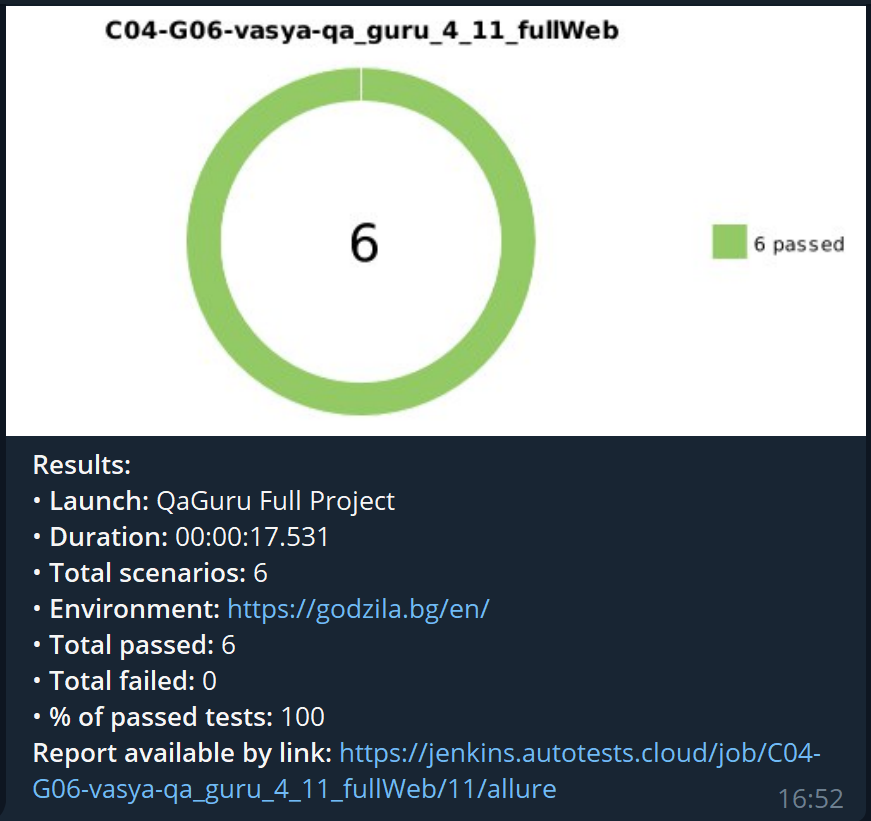 C04-G06-vasya-qa_guru_4_11_fullWeb
6
6 passed
Results:
• Launch: QaGuru Full Project
• Duration: 00:00:17.531
• Total scenarios: 6
• Environment: https://godzila.bg/en/
• Total passed: 6
• Total failed: 0
• % of passed tests: 100
Report available by link: https://jenkins.autotests.cloud/job/C04-
G06-vasya-qa_guru_4_11_fullWeb/11/allure
16:52